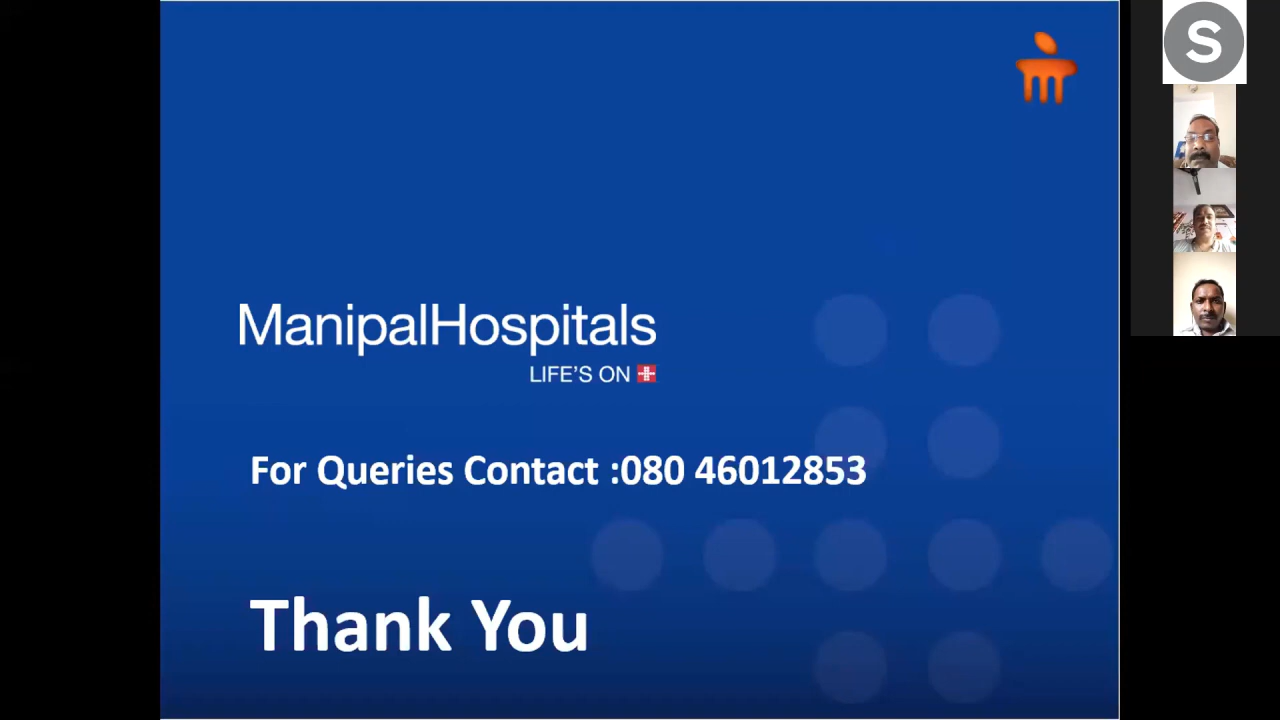 S
ManipalHospitals
LIFE'S ON
For Queries Contact :080 46012853
Thank You